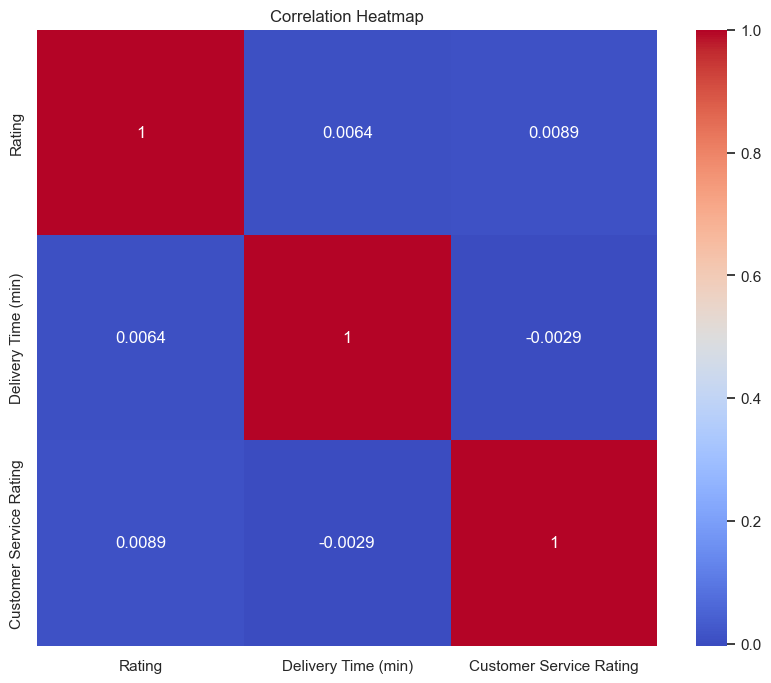 Correlation Heatmap
Rating
1
0.0064
0.0089
Delivery Time (min)
0.0064
1
-0.0029
Customer Service Rating
0.0089
-0.0029
1
Rating
Delivery Time (min)
Customer Service Rating
1.0
0.8
0.6
0.4
0.2
0.0